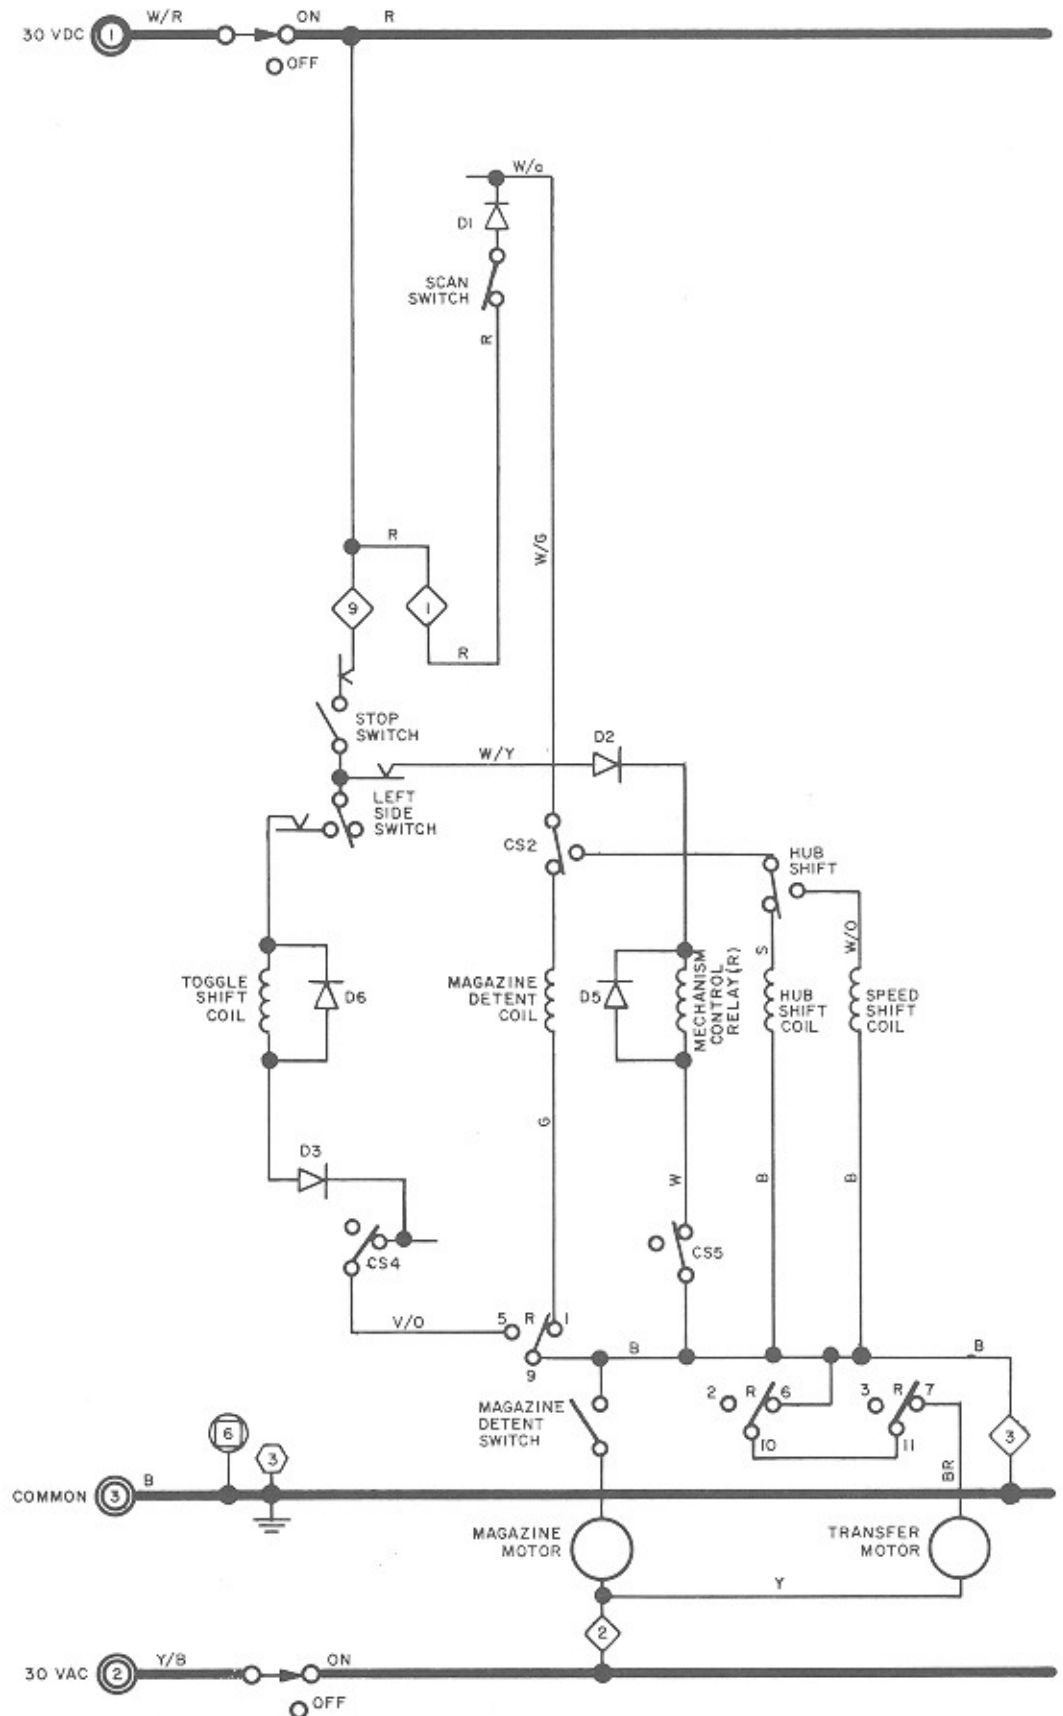 W/R
ON
R
30 VDC
1
OFF
W/G
D1
SCAN
SWITCH
R
R
W/G
9
1
R
STOP
SWITCH
D2
W/Y
LEFT
SIDE
SWITCH
CS2
HUB
SHIFT
S
W/O
TOGGLE
SHIFT
COIL
D6
MAGAZINE
DETENT
COIL
D5
MECHANISM
CONTROL
RELAY (R)
HUB
SHIFT
COIL
SPEED
SHIFT
COIL
G
D3
W
B
B
CS4
CS5
V/O
5
R
1
9
B
B
MAGAZINE
DETENT
SWITCH
2
R
6
3
R
7
10
11
3
BR
6
3
COMMON
3
B
MAGAZINE
MOTOR
TRANSFER
MOTOR
Y
2
30 VAC
2
Y/B
ON
OFF